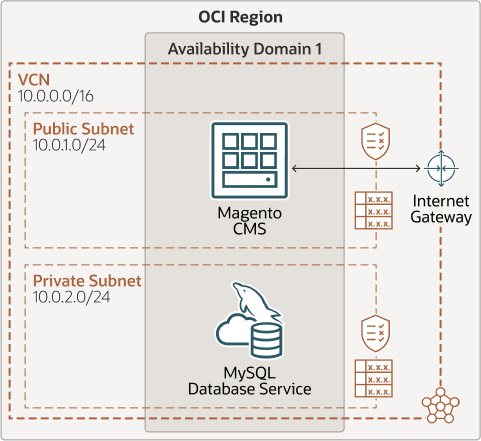 OCI Region
Availability Domain 1
VCN
10.0.0.0/16
Public Subnet
10.0.1.0/24
Magento
CMS
x.x.x.
x.x.x.
x.x.x.
Internet
Gateway
Private Subnet
10.0.2.0/24
MySQL
Database Service
x.x.x.
x.x.x.
x.x.x.